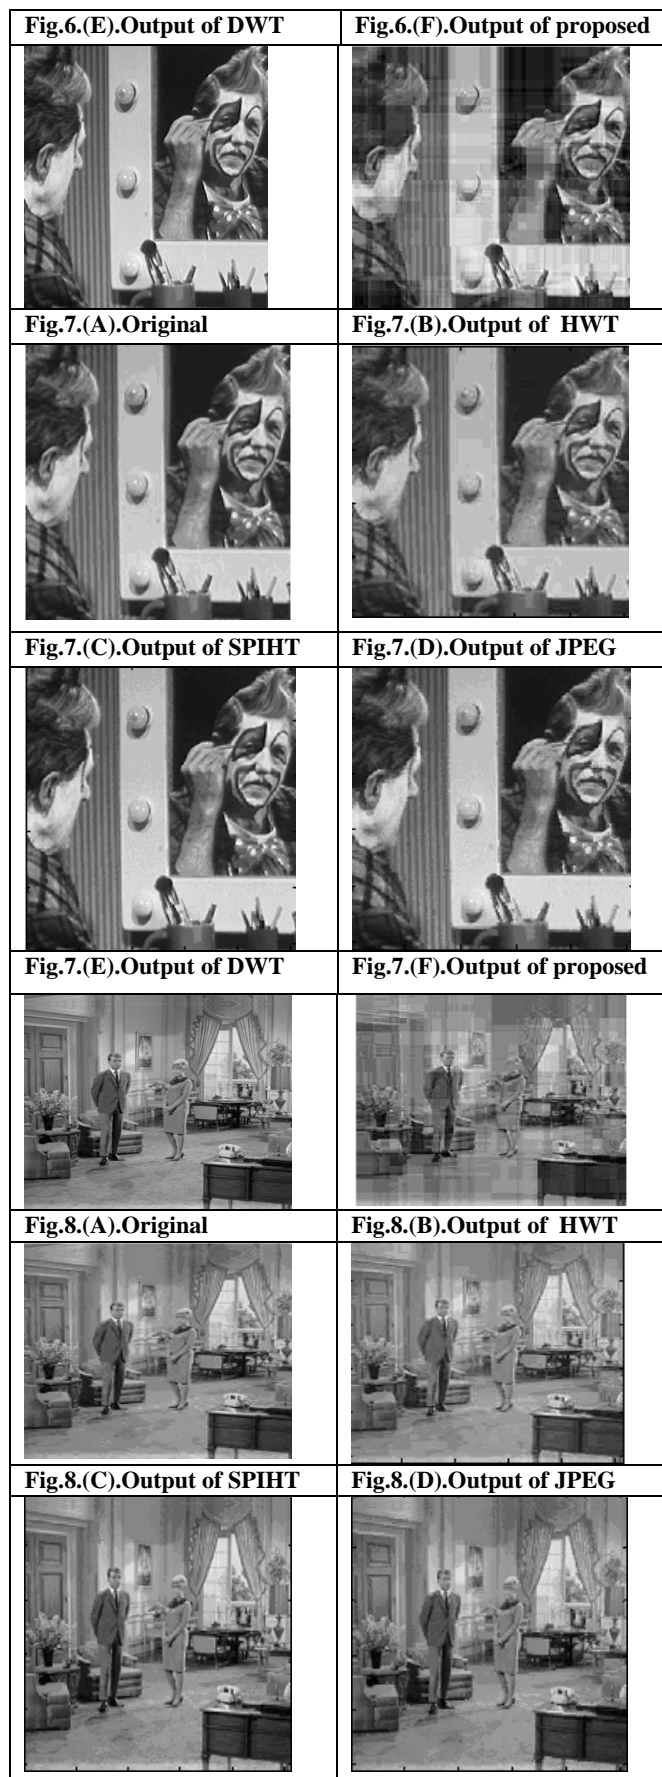 Fig.6.(E).Output of DWT
Fig.6.(F).Output of proposed
Fig.7.(A).Original
Fig.7.(B).Output of HWT
Fig.7.(C).Output of SPIHT
Fig.7.(D).Output of JPEG
Fig.7.(E).Output of DWT
Fig.7.(F).Output of proposed
Fig.8.(A).Original
Fig.8.(B).Output of HWT
Fig.8.(C).Output of SPIHT
Fig.8.(D).Output of JPEG